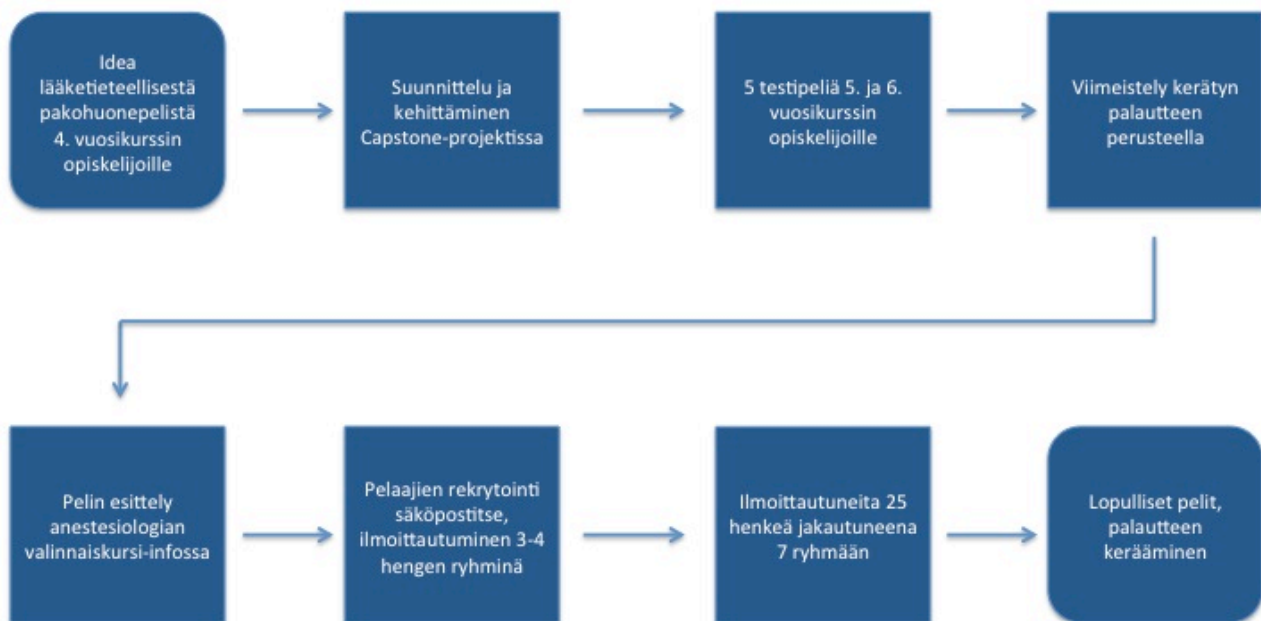 Idea
lääketieteellisestä
pakohuonepelistä
4. vuosikurssin
opiskelijoille
Suunnittelu ja
kehittäminen
Capstone-projektissa
5 testipeliä 5. ja 6.
vuosikurssin
opiskelijoille
Viimeistely kerätyn
palautteen
perusteella
Pelin esittely
anestesiologian
valinnaiskursi-infossa
Pelaajien rekrytointi
säköpostitse,
ilmoittautuminen 3-4
hengen ryhminä
Ilmoittautuneita 25
henkeä jakautuneena
7 ryhmään
Lopulliset pelit,
palautteen
kerääminen